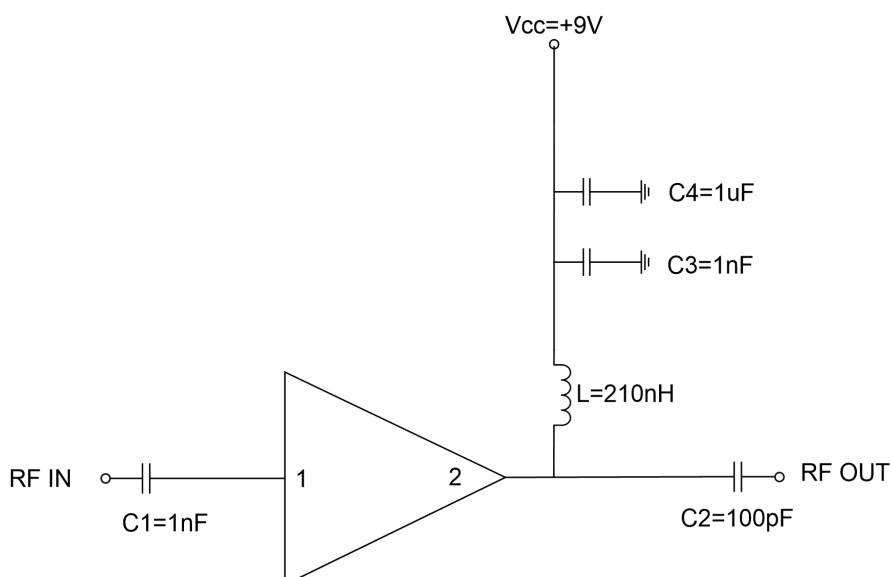 Vcc=+9V
C4=1uF
C3=1nF
L=210nH
RF IN
1
2
RF OUT
C1=1nF
C2=100pF